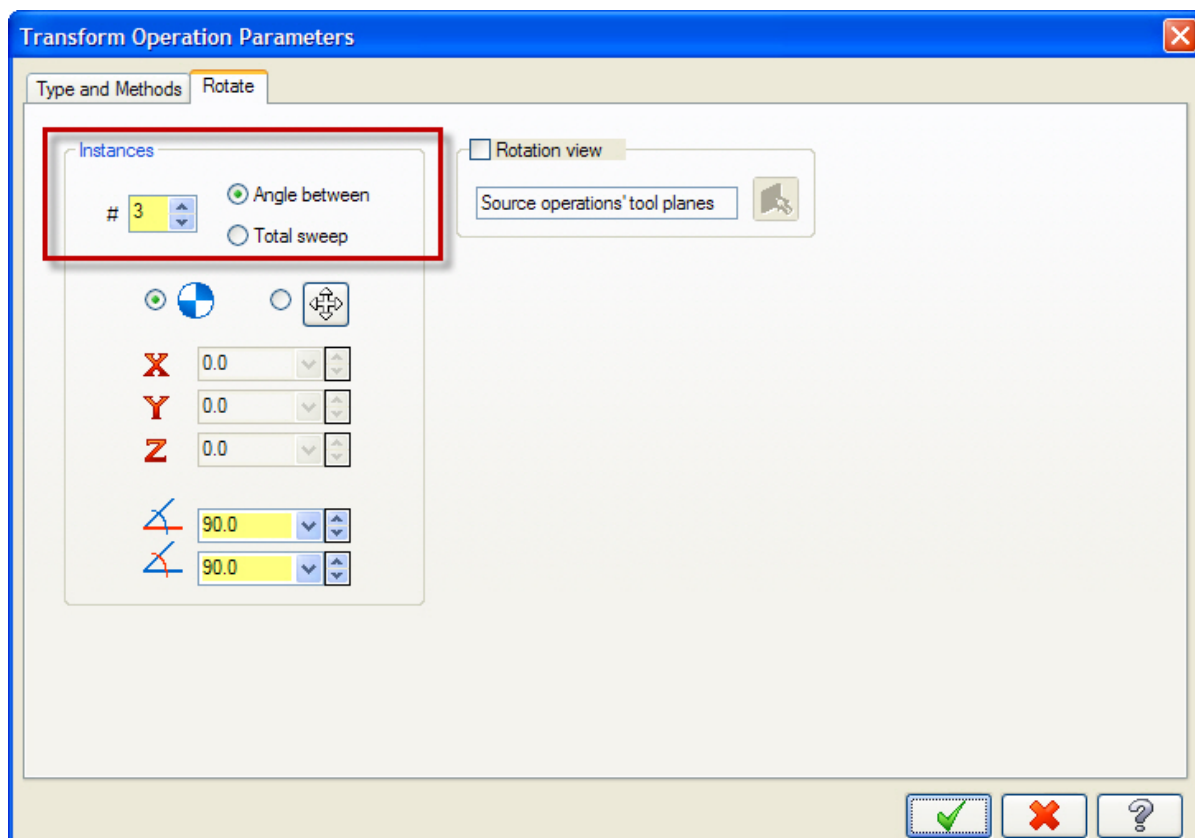 Transform Operation Parameters
Type and Methods
Rotate
Instances
# 3
Angle between
Total sweep
Rotation view
Source operations' tool planes
X 0.0
Y 0.0
Z 0.0
90.0
90.0